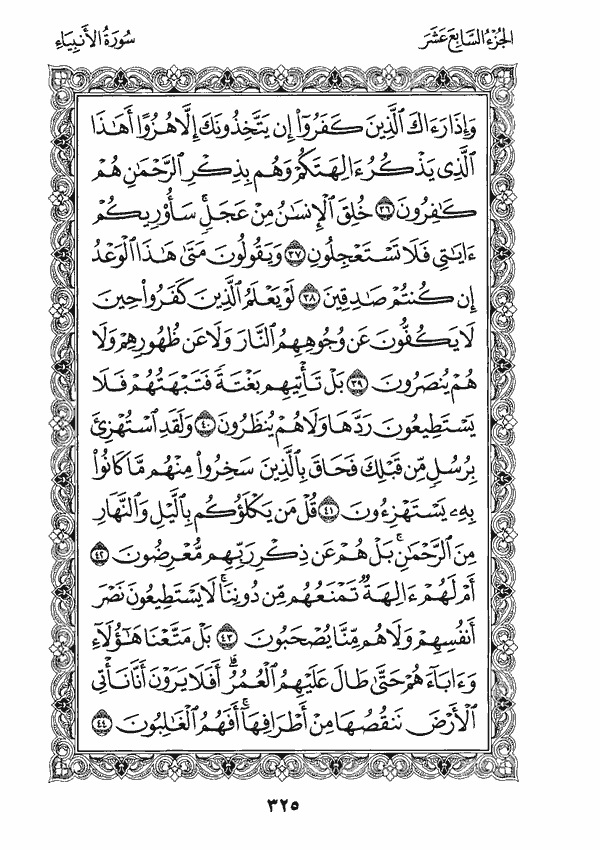 الجزء السابع عشر
سورة الأنبياء
وَإِذَا رَءَاكَ ٱلَّذِينَ كَفَرُوٓا۟ إِن يَتَّخِذُونَكَ إِلَّا هُزُوًا أَهَٰذَا
ٱلَّذِى يَذْكُرُ ءَالِهَتَكُمْ وَهُم بِذِكْرِ ٱلرَّحْمَٰنِ هُمْ
كَٰفِرُونَ ٣٦ خُلِقَ ٱلْإِنسَٰنُ مِنْ عَجَلٍۚ سَأُو۟رِيكُمْ
ءَايَٰتِى فَلَا تَسْتَعْجِلُونِ ٣٧ وَيَقُولُونَ مَتَىٰ هَٰذَا ٱلْوَعْدُ
إِن كُنتُمْ صَٰدِقِينَ ٣٨ لَوْ يَعْلَمُ ٱلَّذِينَ كَفَرُوا۟ حِينَ
لَا يَكُفُّونَ عَن وُجُوهِهِمُ ٱلنَّارَ وَلَا عَن ظُهُورِهِمْ وَلَا
هُمْ يُنصَرُونَ ٣٩ بَلْ تَأْتِيهِم بَغْتَةً فَتَبْهَتُهُمْ فَلَا
يَسْتَطِيعُونَ رَدَّهَا وَلَا هُمْ يُنظَرُونَ ٤٠ وَلَقَدِ ٱسْتُهْزِئَ
بِرُسُلٍ مِّن قَبْلِكَ فَحَاقَ بِٱلَّذِينَ سَخِرُوا۟ مِنْهُم مَّا كَانُوا۟
بِهِۦ يَسْتَهْزِءُونَ ٤١ قُلْ مَن يَكْلَؤُكُم بِٱلَّيْلِ وَٱلنَّهَارِ
مِنَ ٱلرَّحْمَٰنِۚ بَلْ هُمْ عَن ذِكْرِ رَبِّهِم مُّعْرِضُونَ ٤٢
أَمْ لَهُمْ ءَالِهَةٌ تَمْنَعُهُم مِّن دُونِنَاۚ لَا يَسْتَطِيعُونَ نَصْرَ
أَنفُسِهِمْ وَلَا هُم مِّنَّا يُصْحَبُونَ ٤٣ بَلْ مَتَّعْنَا هَٰٓؤُلَآءِ
وَءَابَآءَهُمْ حَتَّىٰ طَالَ عَلَيْهِمُ ٱلْعُمُرُۗ أَفَلَا يَرَوْنَ أَنَّا نَأْتِى
ٱلْأَرْضَ نَنقُصُهَا مِنْ أَطْرَافِهَآۚ أَفَهُمُ ٱلْغَٰلِبُونَ ٤٤
٣٢٥